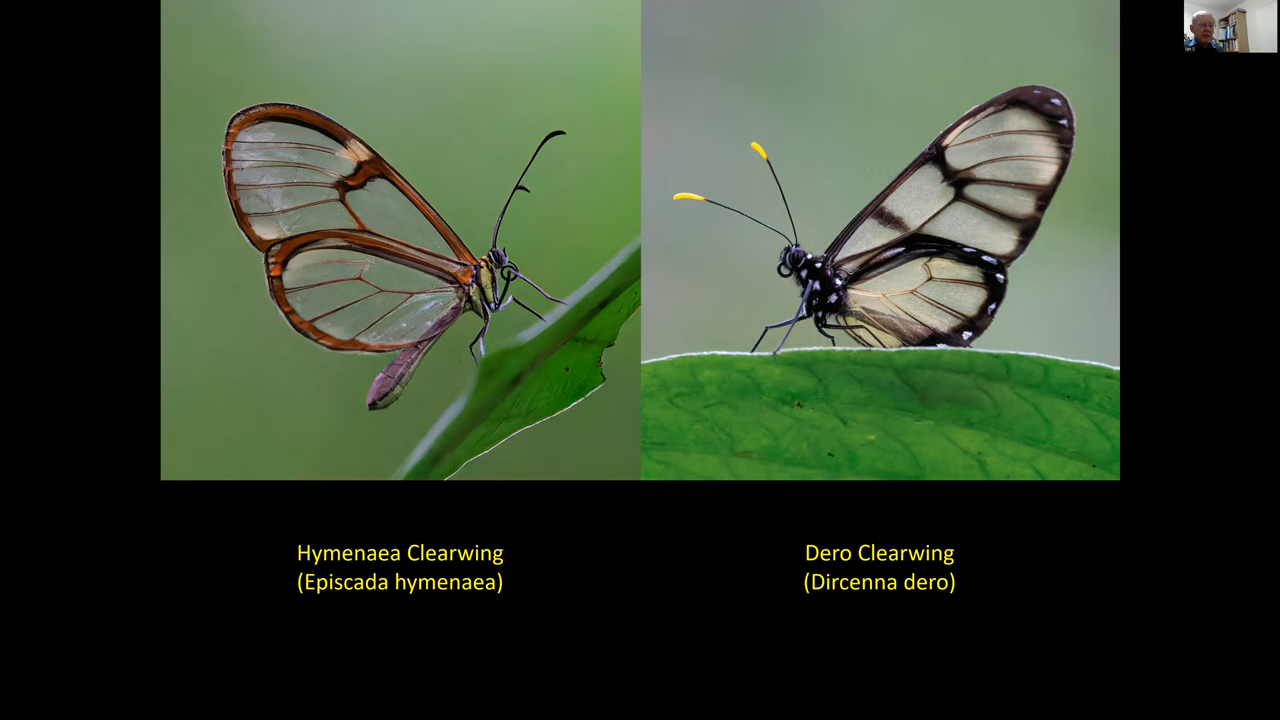 Hymenaea Clearwing
(Episcada hymenaea)
Dero Clearwing
(Dircenna dero)